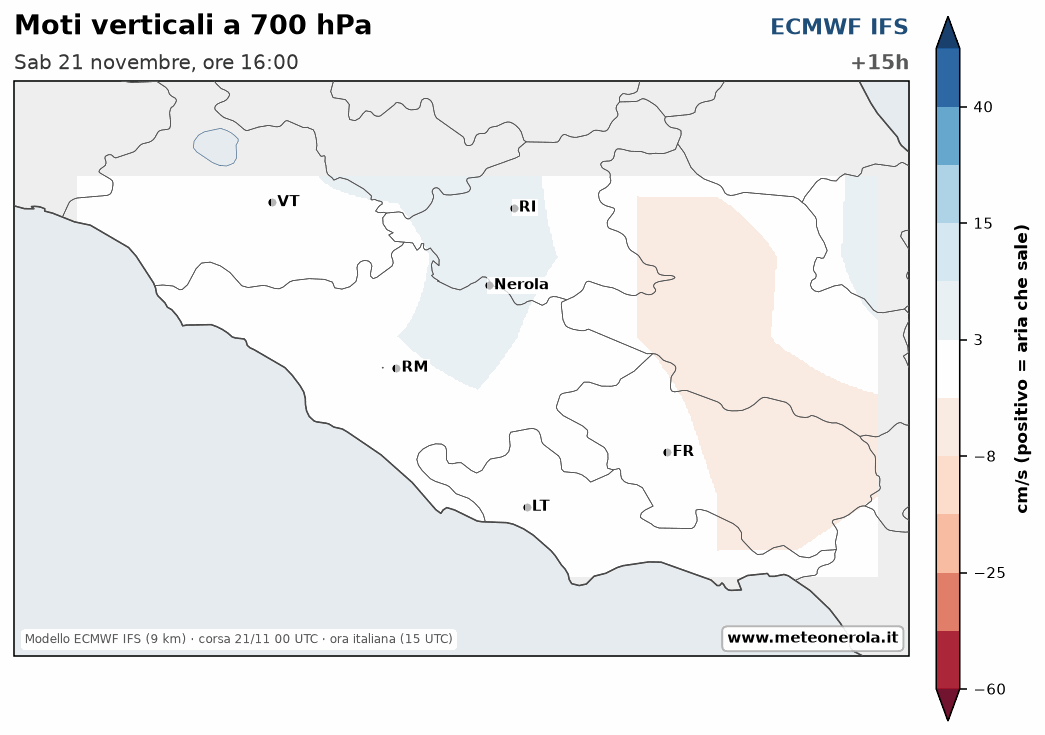 Moti verticali a 700 hPa
ECMWF IFS
Sab 21 novembre, ore 16:00
+15h
40
15
3
−8
−25
−60
cm/s (positivo = aria che sale)
VT
RI
Nerola
RM
FR
LT
Modello ECMWF IFS (9 km) · corsa 21/11 00 UTC · ora italiana (15 UTC)
www.meteonerola.it